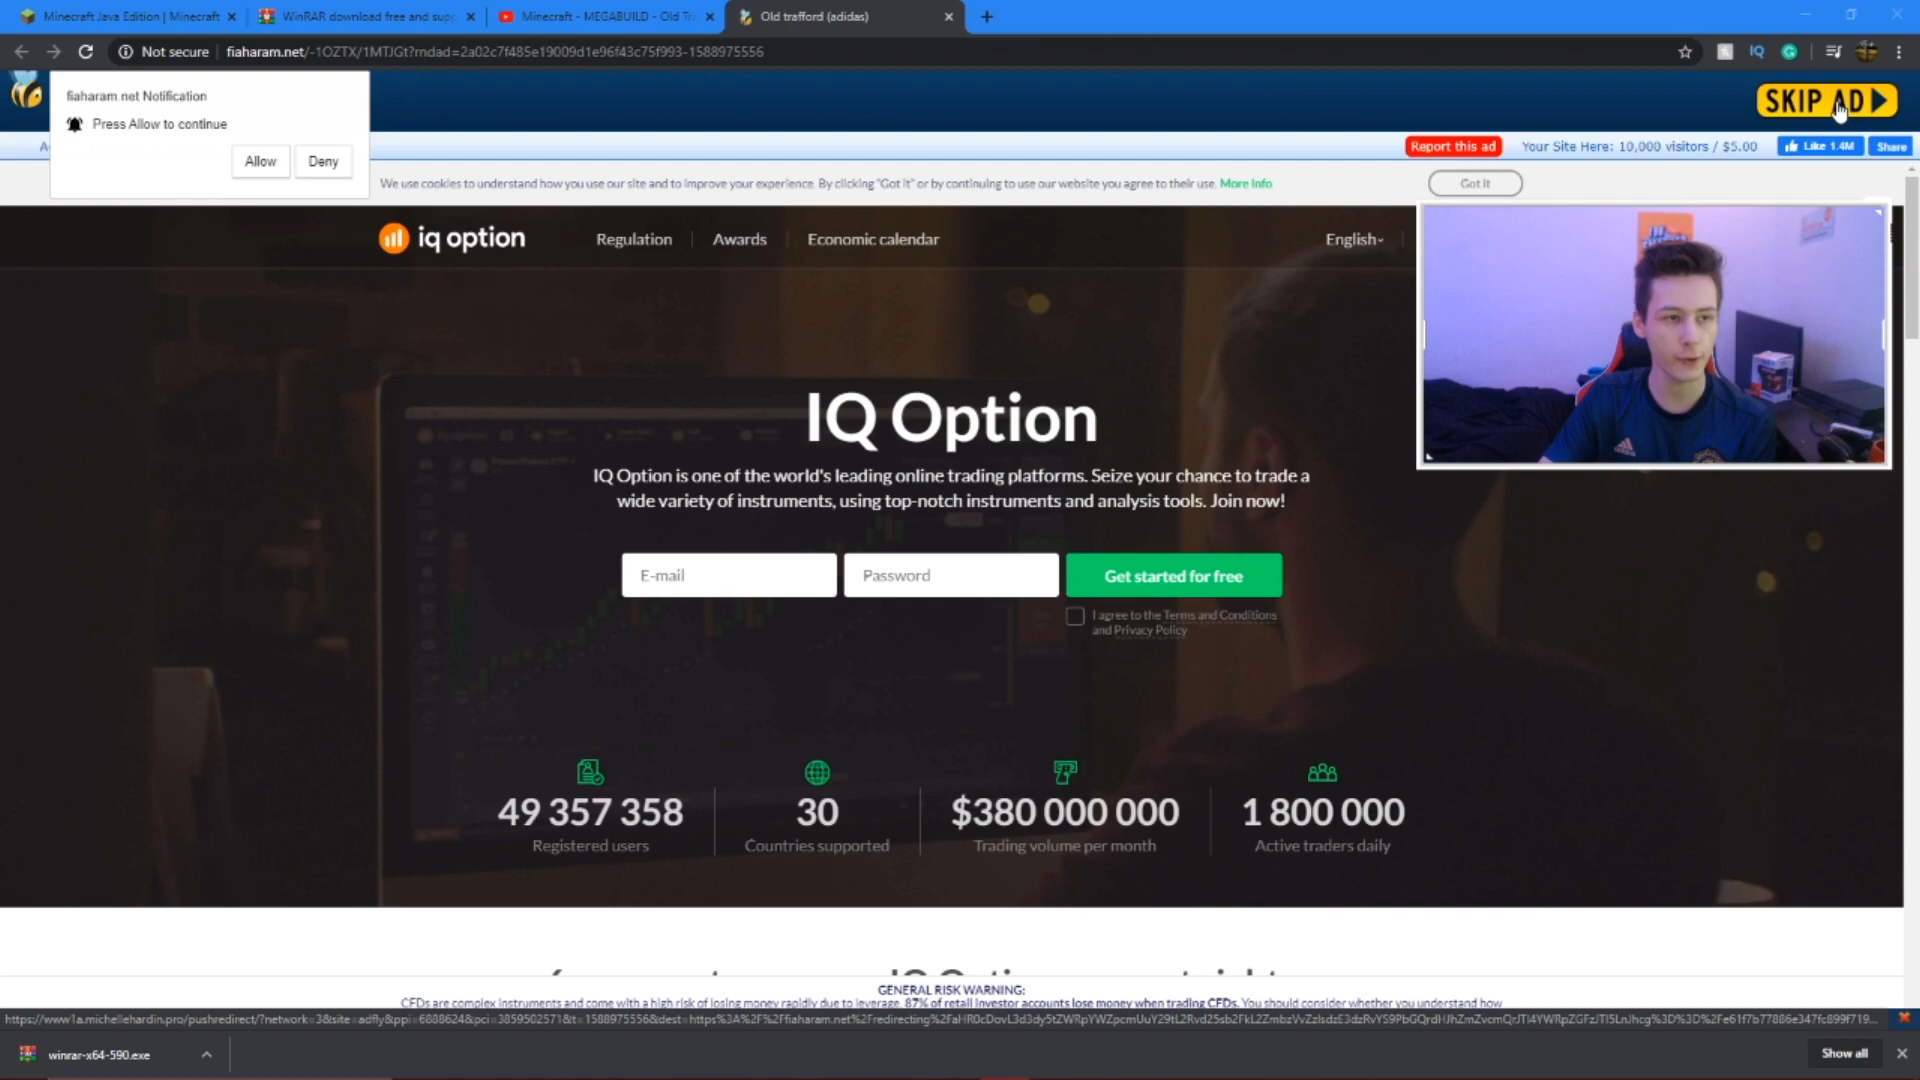 Minecraft Java Edition | Minecraft
WinRAR download free and supp
Minecraft - MEGABUILD - Old Tr
Old trafford (adidas)
Not secure
fiaharam.net/-1OZTX/1MTJGt?rndad=2a02c7f485e19009d1e96f43c75f993-1588975556
IQ
fiaharam.net Notification
Press Allow to continue
Allow
Deny
SKIP AD
Report this ad
Your Site Here: 10,000 visitors / $5.00
Like 1.4M
Share
We use cookies to understand how you use our site and to improve your experience. By clicking "Got it" or by continuing to use our website you agree to their use. More info
Got it
iq option
Regulation
Awards
Economic calendar
English
IQ Option
IQ Option is one of the world's leading online trading platforms. Seize your chance to trade a
wide variety of instruments, using top-notch instruments and analysis tools. Join now!
E-mail
Password
Get started for free
I agree to the Terms and Conditions
and Privacy Policy
49 357 358
Registered users
30
Countries supported
$380 000 000
Trading volume per month
1 800 000
Active traders daily
GENERAL RISK WARNING:
CFDs are complex instruments and come with a high risk of losing money rapidly due to leverage. 87% of retail investor accounts lose money when trading CFDs. You should consider whether you understand how
winrar-x64-590.exe
Show all